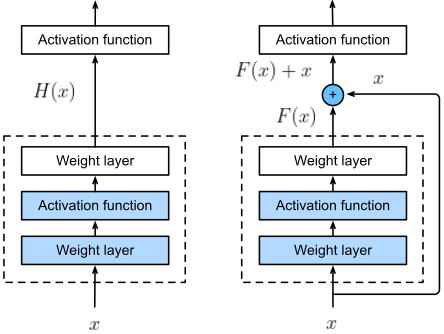 Activation function
H(x)
Weight layer
Activation function
Weight layer
x
Activation function
F(x) + x
x
+
F(x)
Weight layer
Activation function
Weight layer
x